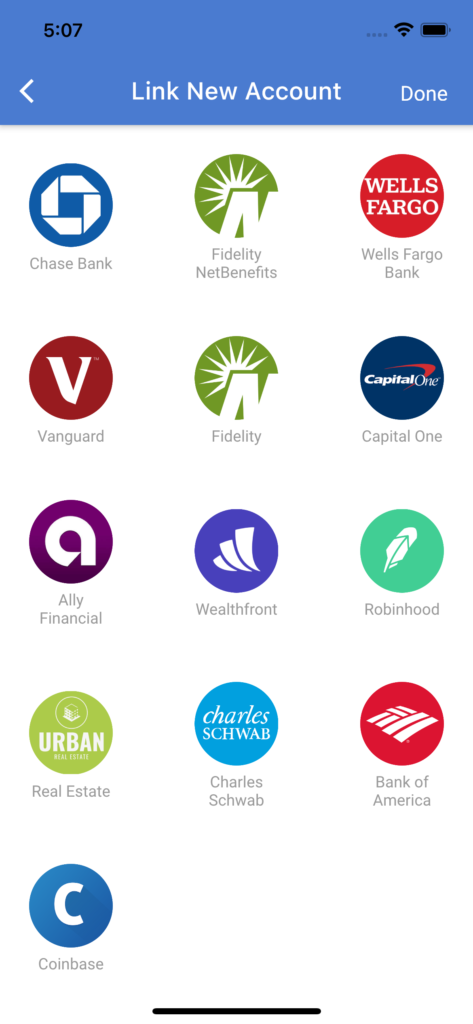 5:07
Link New Account
Done
WELLS
FARGO
Chase Bank
Fidelity
NetBenefits
Wells Fargo
Bank
V™
Capital One
Vanguard
Fidelity
Capital One
a
Ally
Financial
Wealthfront
Robinhood
URBAN
REAL ESTATE
charles
SCHWAB
Real Estate
Charles
Schwab
Bank of
America
C
Coinbase